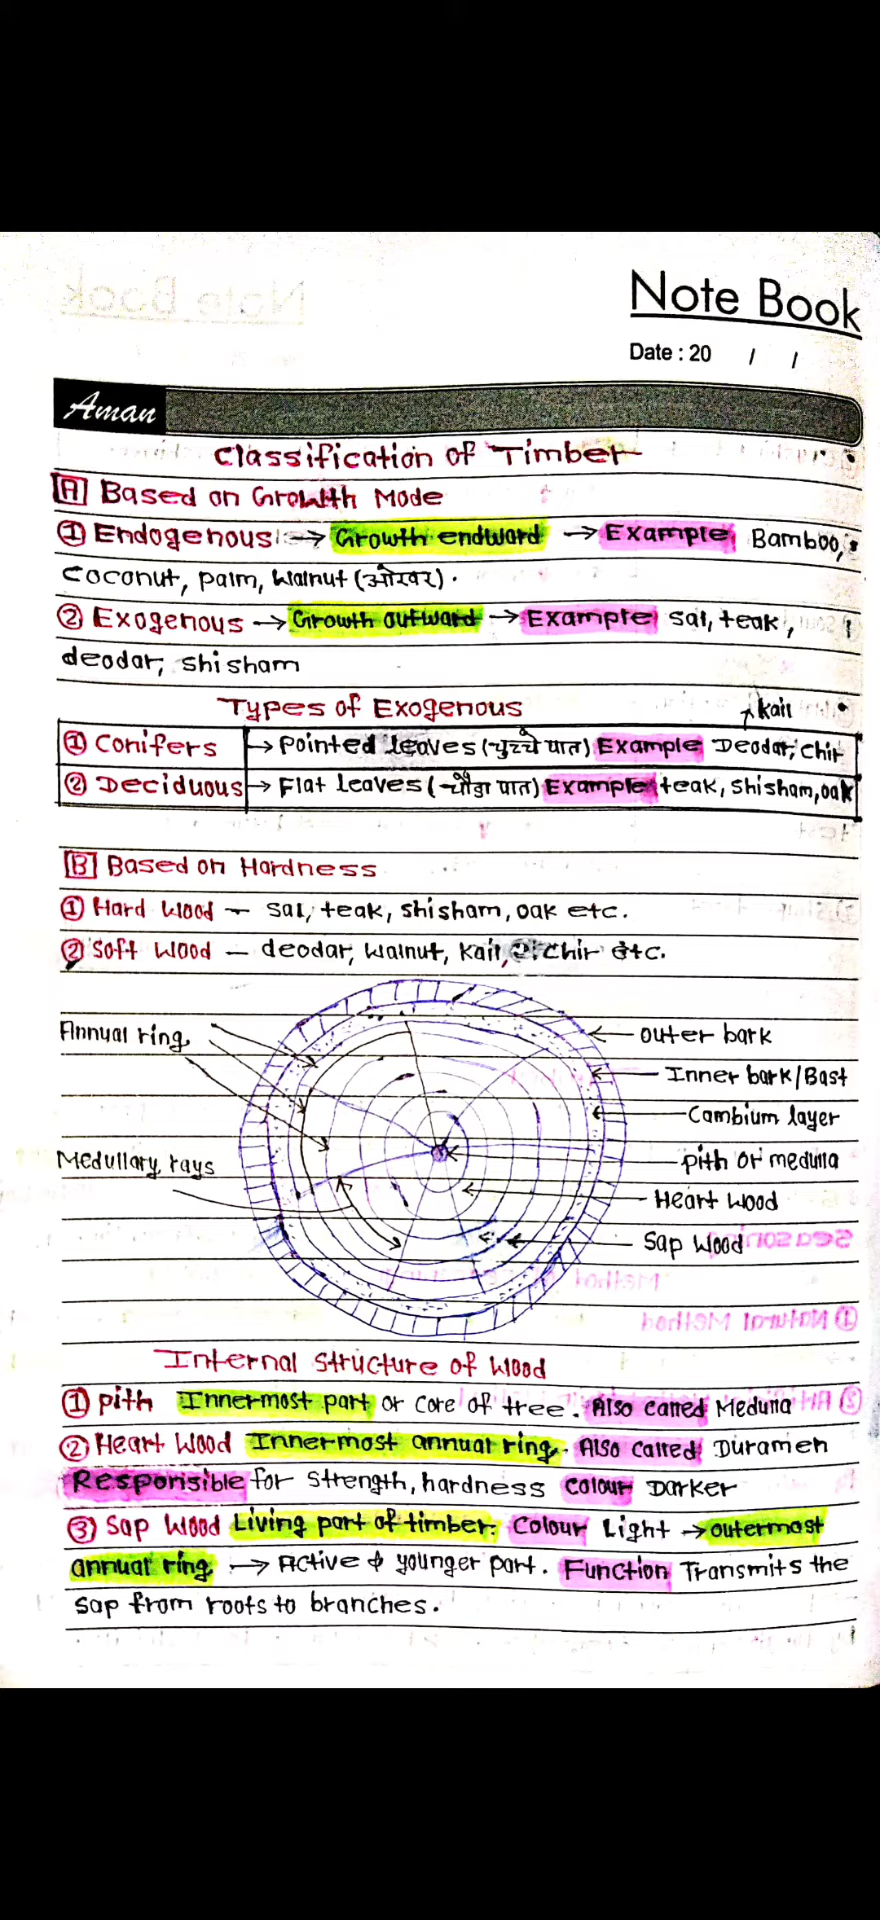 Note Book
Date : 20 / /
Aman
Classification of Timber
[A] Based on Growth Mode
① Endogenous → Growth endward → Example Bamboo,
Coconut, palm, walnut (ओखर).
② Exogenous → Growth outward → Example sal, teak,
deodar, shisham
Types of Exogenous
kail
① Conifers → Pointed leaves (चुच्चे पात) Example Deodar, Chir
② Deciduous → Flat leaves (चौडा पात) Example teak, shisham, oak
[B] Based on Hardness
① Hard wood – sal, teak, shisham, oak etc.
② Soft wood – deodar, walnut, kail, chir etc.
Annual ring
outer bark
Inner bark/Bast
Cambium layer
Medullary rays
pith or medulla
Heart wood
Sap wood
Internal structure of wood
① pith Innermost part or core of tree. Also called Medulla
② Heart wood Innermost annual ring. Also called Duramen
Responsible for strength, hardness Colour Darker
③ Sap wood Living part of timber. Colour Light → outermost
annual ring → Active & younger part. Function Transmits the
sap from roots to branches.